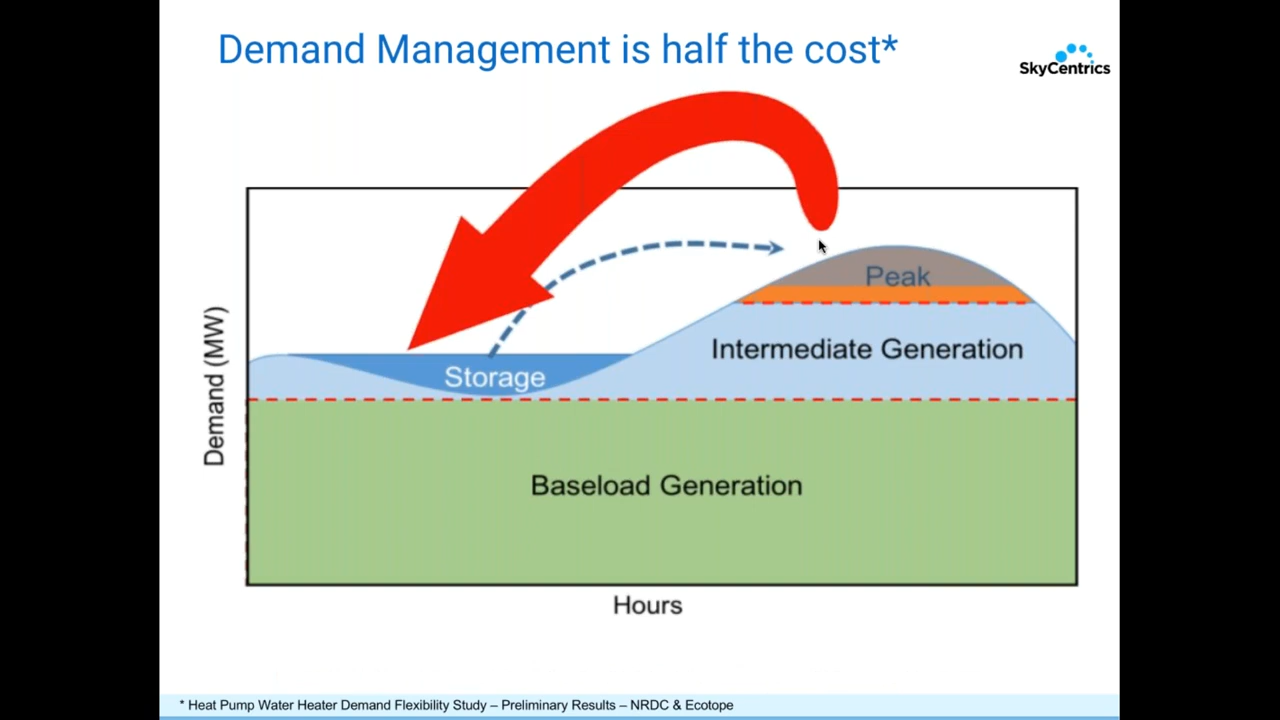 Demand Management is half the cost*
SkyCentrics
Peak
Intermediate Generation
Storage
Demand (MW)
Baseload Generation
Hours
* Heat Pump Water Heater Demand Flexibility Study – Preliminary Results – NRDC & Ecotope